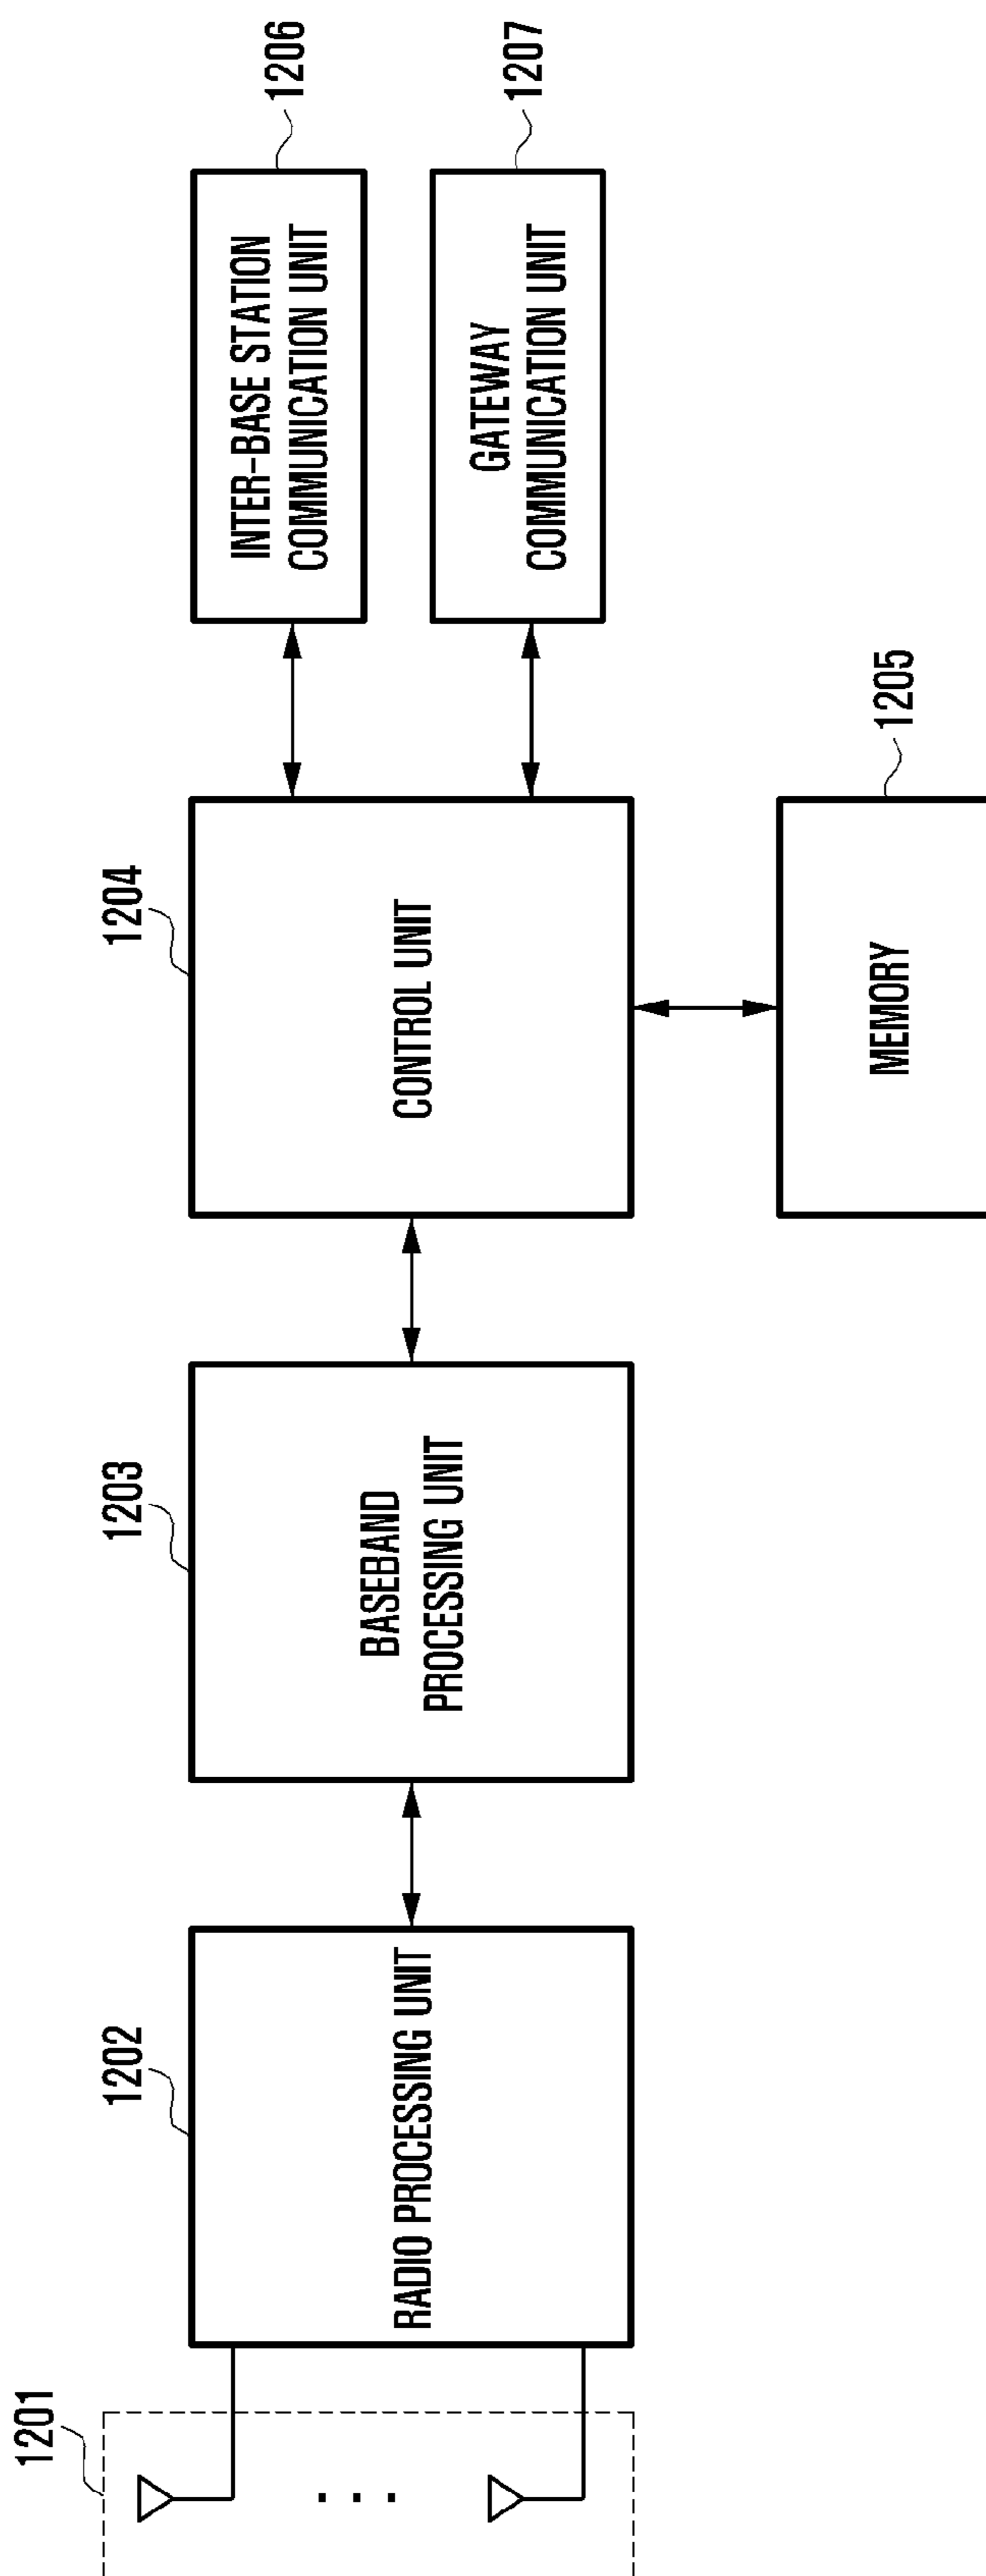 1201
1202
RADIO PROCESSING UNIT
1203
BASEBAND
PROCESSING UNIT
1204
CONTROL UNIT
1205
MEMORY
1206
INTER-BASE STATION
COMMUNICATION UNIT
1207
GATEWAY
COMMUNICATION UNIT